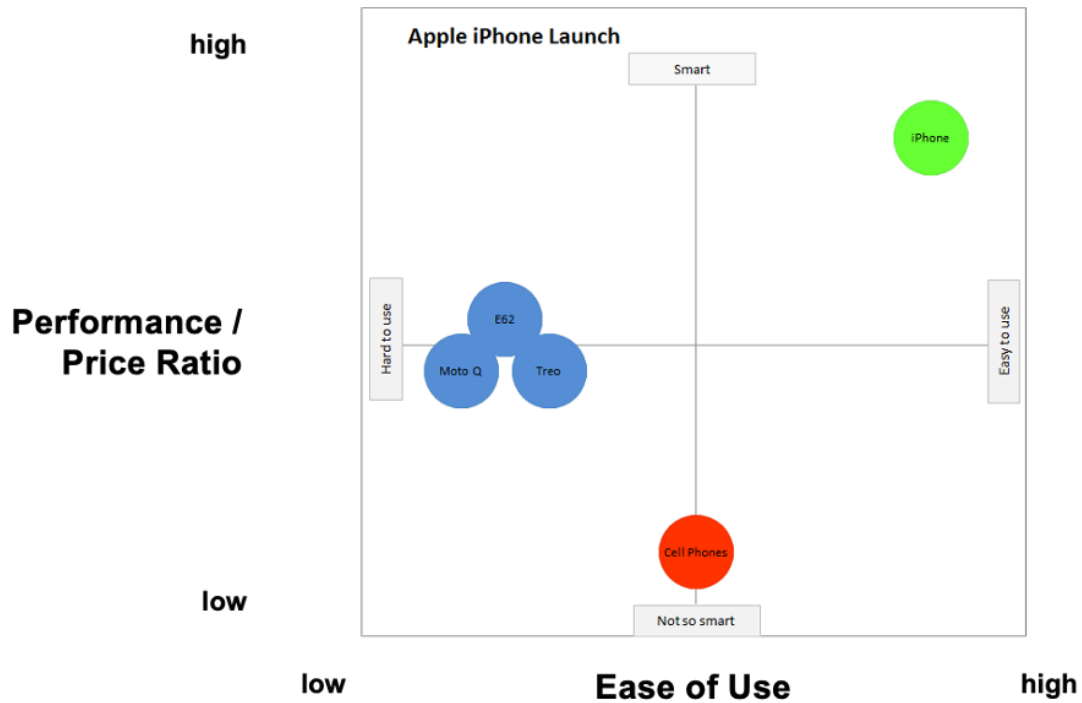 high
Apple iPhone Launch
Smart
iPhone
Performance /
Price Ratio
Hard to use
E62
Moto Q
Treo
Easy to use
Cell Phones
low
Not so smart
low
Ease of Use
high